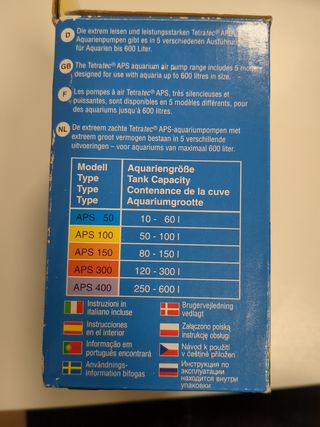 D Die extrem leisen und leistungsstarken Tetratec® APS
Aquarienpumpen gibt es in 5 verschiedenen Ausführung
für Aquarien bis 600 Liter.
GB The Tetratec® APS aquarium air pump range includes 5 models
designed for use with aquaria up to 600 litres in size.
F Les pompes à air Tetratec® APS, très silencieuses et
puissantes, sont disponibles en 5 modèles différents, pour
des aquariums jusqu'à 600 litres.
NL De extreem zachte Tetratec® APS-aquariumpompen met
extreem groot vermogen bestaan in 5 verschillende
uitvoeringen – voor aquariums van maximaal 600 liter.
Modell Aquariengröße
Type Tank Capacity
Type Contenance de la cuve
Type Aquariumgrootte
APS 50 10 - 60 l
APS 100 50 - 100 l
APS 150 80 - 150 l
APS 300 120 - 300 l
APS 400 250 - 600 l
Instruzioni in
italiano incluse
Instrucciones
en el interior
Informação em
português encontrará
Användnings-
information bifogas
Brugervejledning
vedlagt
Załączono polską
instrukcję obsługi
Návod k použití
v češtině přiložen
Инструкция по
эксплуатации
находится внутри
упаковки